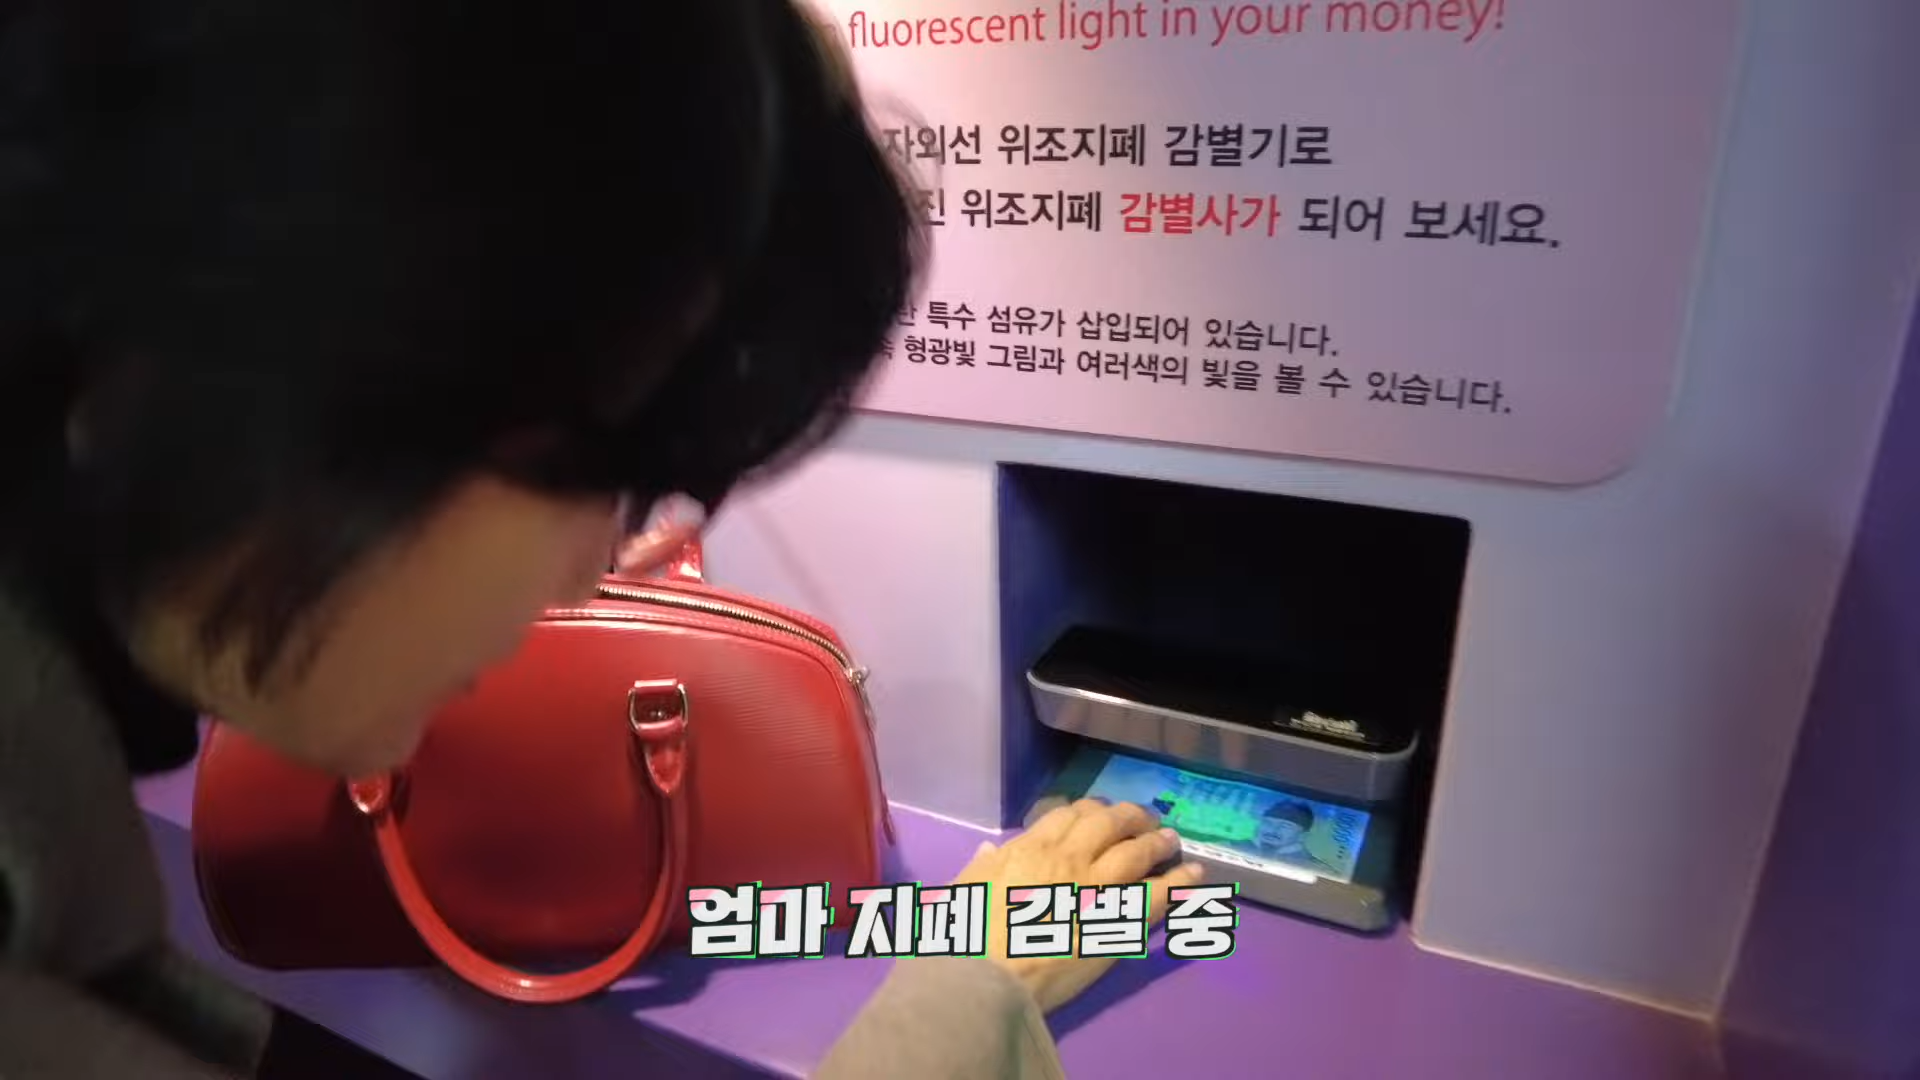 fluorescent light in your money!
자외선 위조지폐 감별기로
위조지폐 감별사가 되어 보세요.
특수 섬유가 삽입되어 있습니다.
형광빛 그림과 여러색의 빛을 볼 수 있습니다.
엄마 지폐 감별 중